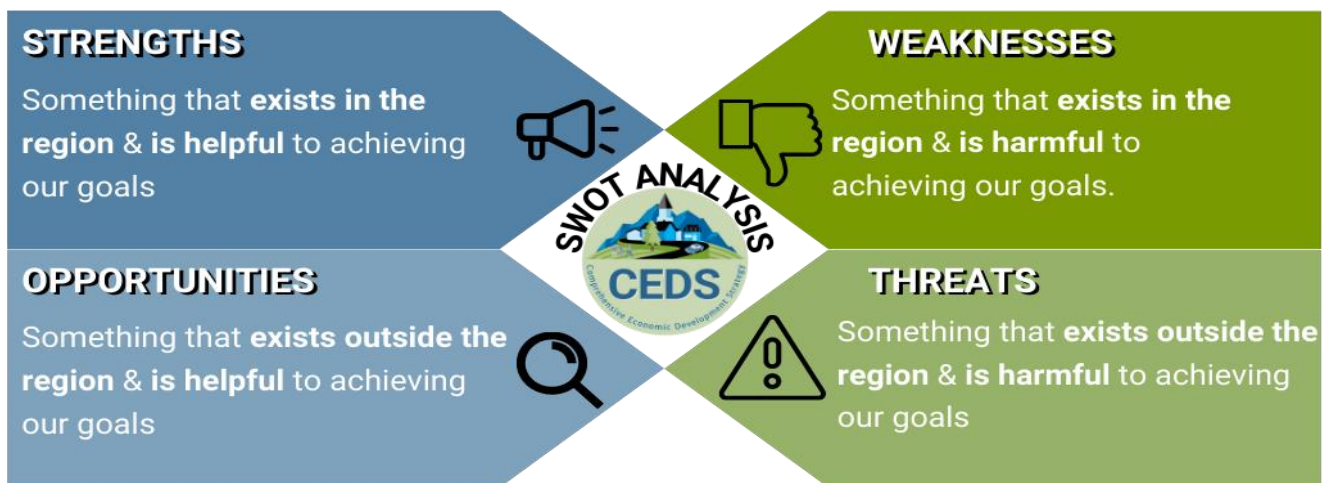 STRENGTHS
Something that exists in the
region & is helpful to achieving
our goals
WEAKNESSES
Something that exists in the
region & is harmful to
achieving our goals.
SWOT ANALYSIS
CEDS
Comprehensive Economic Development Strategy
OPPORTUNITIES
Something that exists outside the
region & is helpful to achieving
our goals
THREATS
Something that exists outside the
region & is harmful to achieving
our goals